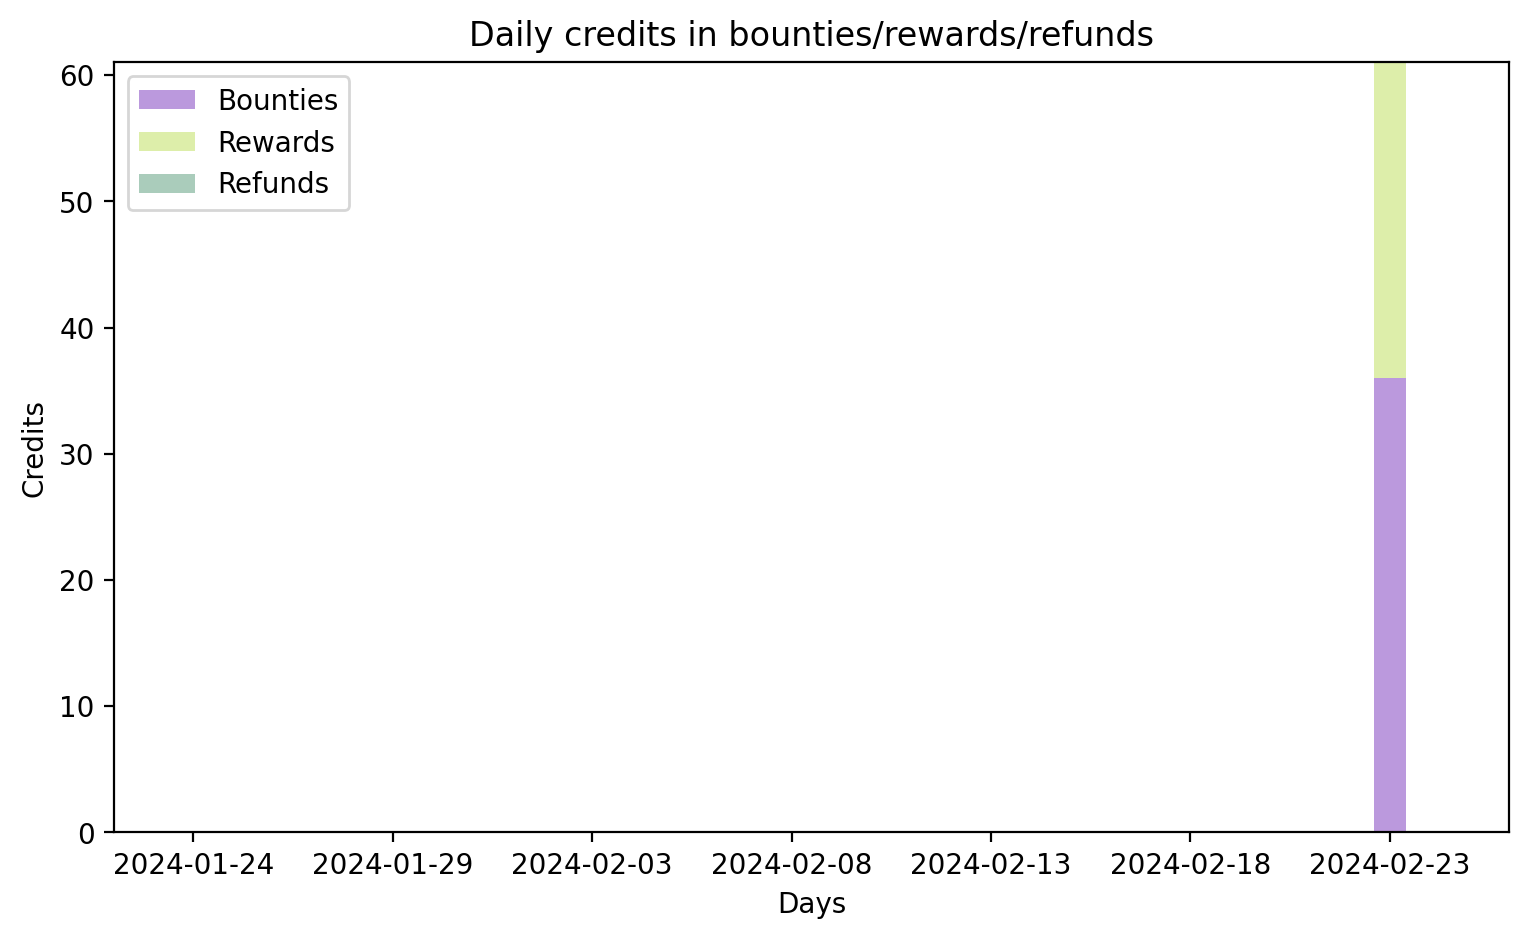 Daily credits in bounties/rewards/refunds
60
50
40
30
20
10
0
Credits
Bounties
Rewards
Refunds
2024-01-24 2024-01-29 2024-02-03 2024-02-08 2024-02-13 2024-02-18 2024-02-23
Days